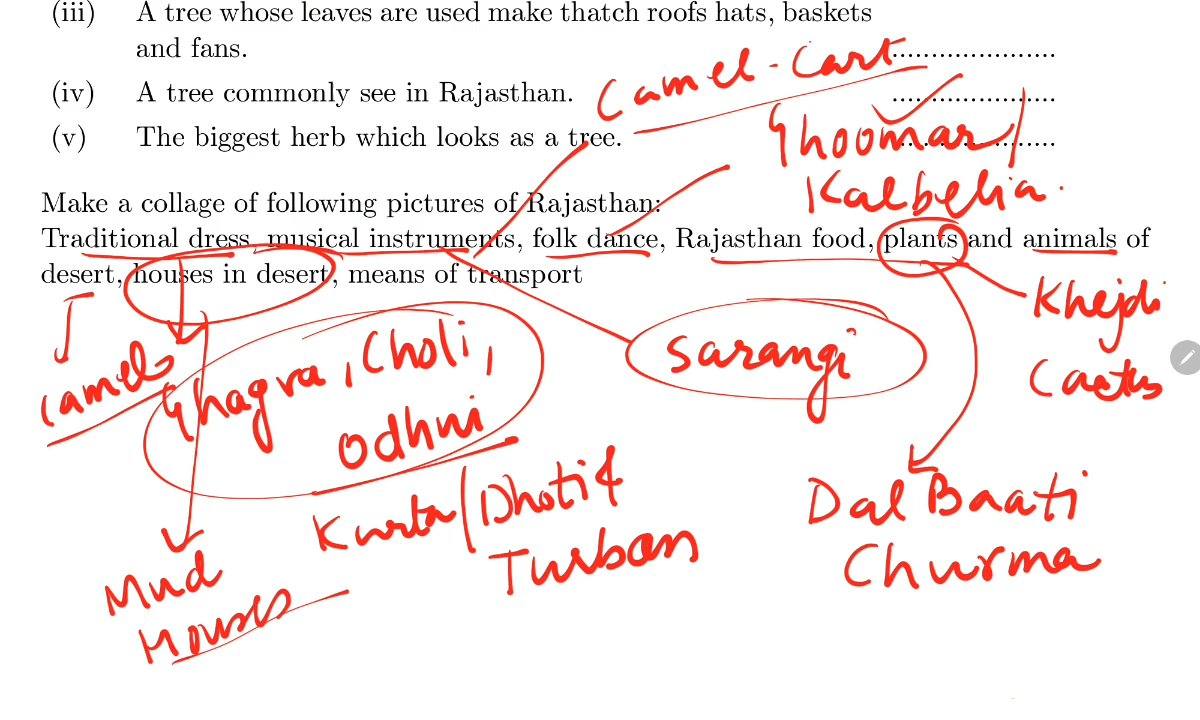 (iii) A tree whose leaves are used make thatch roofs hats, baskets
and fans. .....................
(iv) A tree commonly see in Rajasthan. .....................
(v) The biggest herb which looks as a tree. .....................
Camel-Cart
Ghoomar/
Kalbelia.
Make a collage of following pictures of Rajasthan:
Traditional dress, musical instruments, folk dance, Rajasthan food, plants and animals of
desert, houses in desert, means of transport
Camels
Ghagra, Choli,
Odhni
Sarangi
Khejdi
Cactus
Kurta/Dhoti &
Turban
Dal Baati
Churma
Mud
Houses